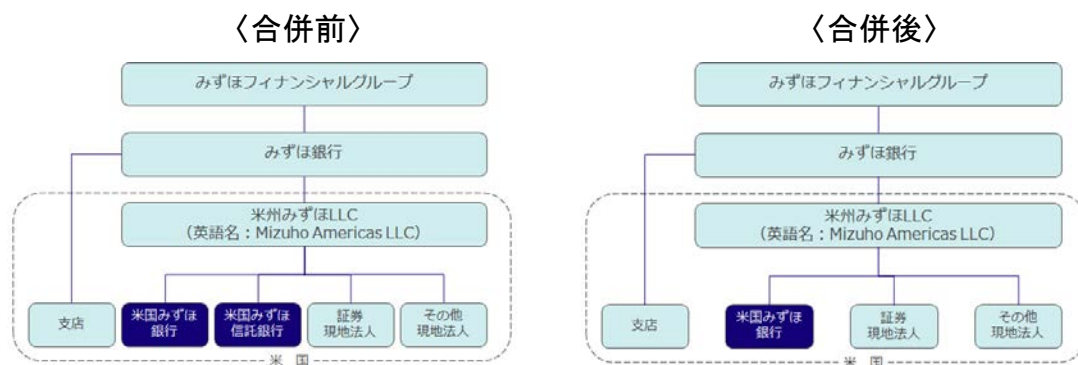 〈合併前〉
みずほフィナンシャルグループ
みずほ銀行
米州みずほLLC
（英語名：Mizuho Americas LLC）
支店
米国みずほ
銀行
米国みずほ
信託銀行
証券
現地法人
その他
現地法人
米 国
〈合併後〉
みずほフィナンシャルグループ
みずほ銀行
米州みずほLLC
（英語名：Mizuho Americas LLC）
支店
米国みずほ
銀行
証券
現地法人
その他
現地法人
米 国